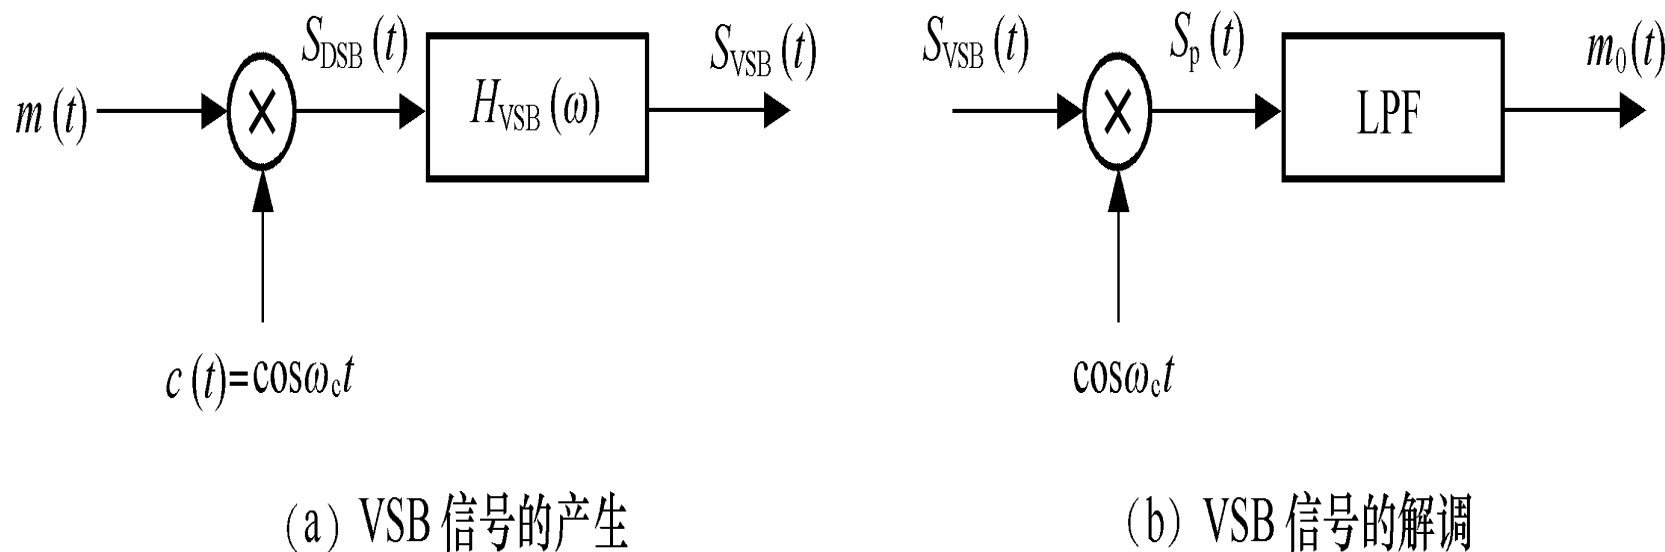 S_DSB(t)
S_VSB(t)
m(t)
×
H_VSB(ω)
c(t)=cosω_c t
(a) VSB 信号的产生
S_VSB(t)
S_p(t)
m_0(t)
×
LPF
cosω_c t
(b) VSB 信号的解调